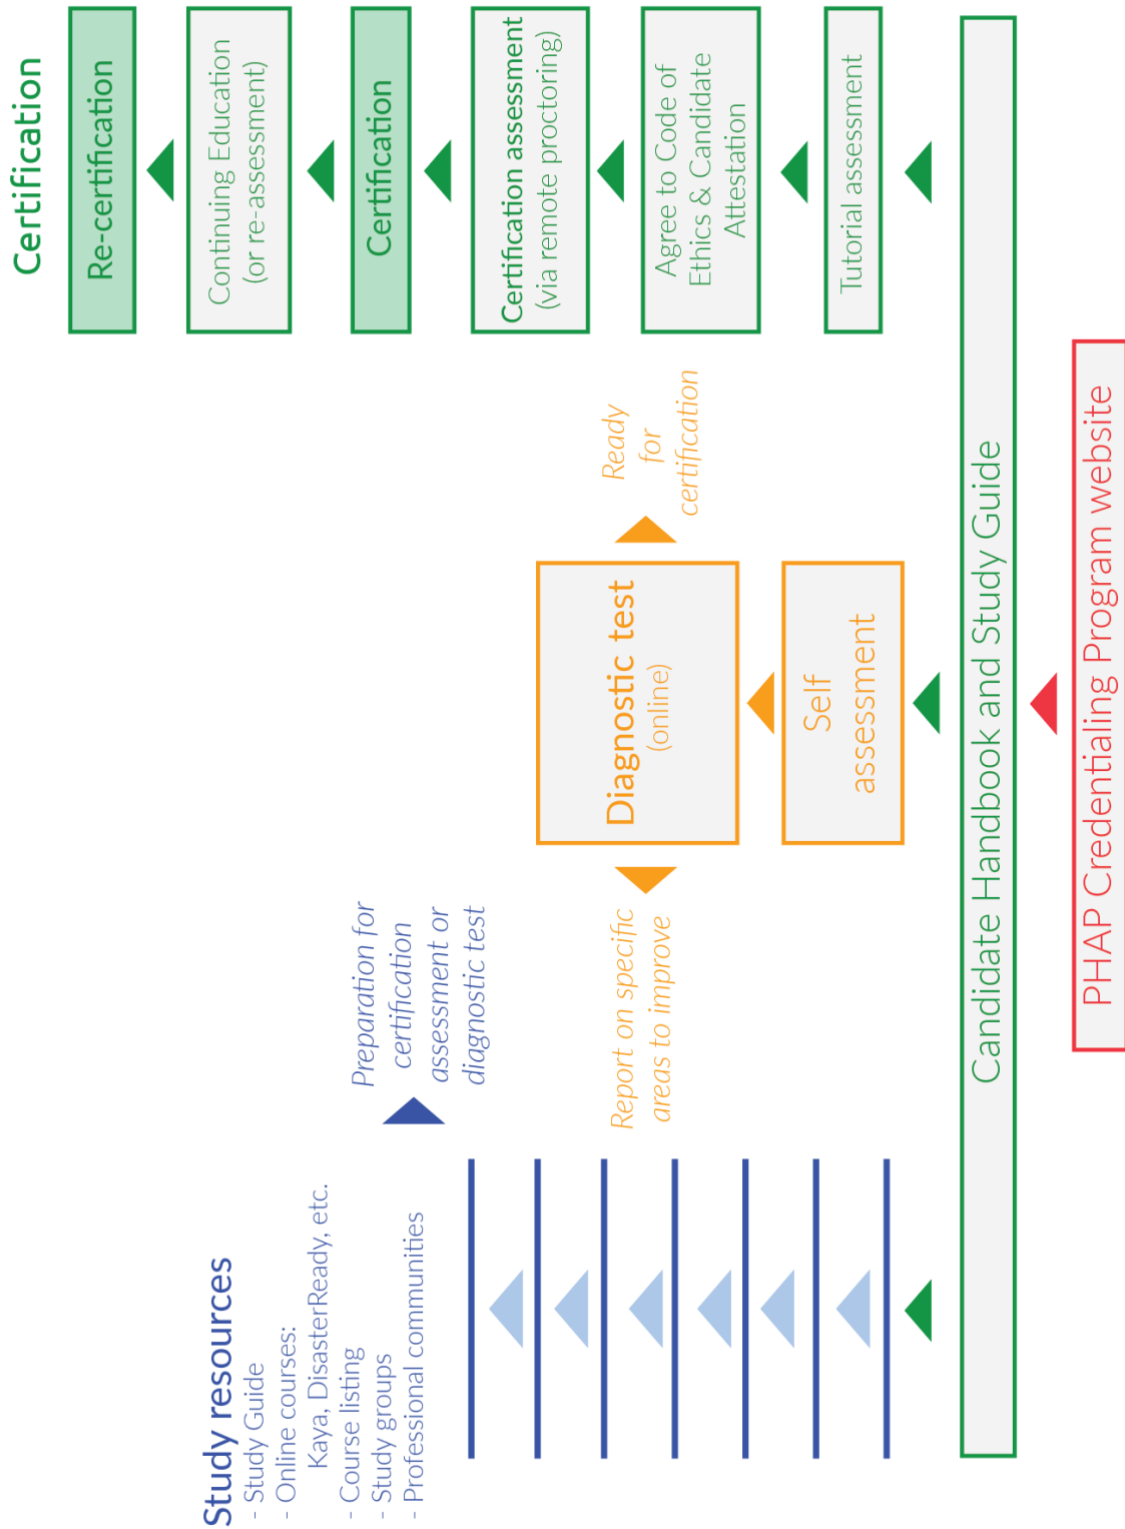 Study resources
- Study Guide
- Online courses:
Kaya, DisasterReady, etc.
- Course listing
- Study groups
- Professional communities
Preparation for
certification
assessment or
diagnostic test
Report on specific
areas to improve
Diagnostic test
(online)
Self
assessment
Ready
for
certification
Certification
Re-certification
Continuing Education
(or re-assessment)
Certification
Certification assessment
(via remote proctoring)
Agree to Code of
Ethics & Candidate
Attestation
Tutorial assessment
Candidate Handbook and Study Guide
PHAP Credentialing Program website